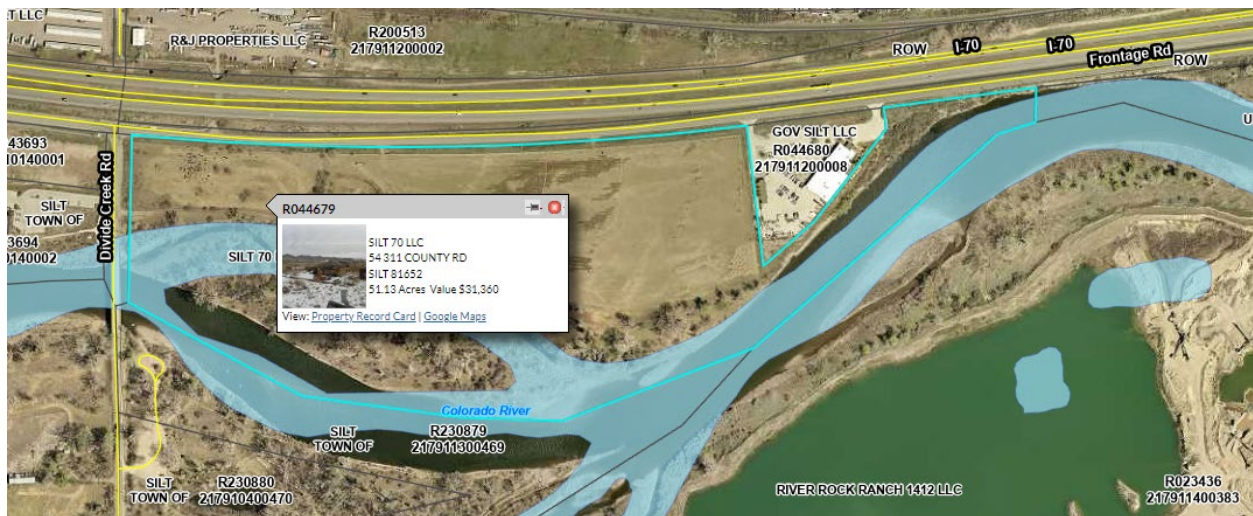 T LLC
R&J PROPERTIES LLC
R200513
217911200002
ROW
I-70
I-70
Frontage Rd
ROW
43693
10140001
GOV SILT LLC
R044680
217911200008
U
Divide Creek Rd
SILT
TOWN OF
3694
0140002
SILT 70
R044679
SILT 70 LLC
54 311 COUNTY RD
SILT 81652
51.13 Acres Value $31,360
View: Property Record Card | Google Maps
Colorado River
SILT
TOWN OF
R230879
217911300469
SILT
TOWN OF
R230880
217910400470
RIVER ROCK RANCH 1412 LLC
R023436
217911400383